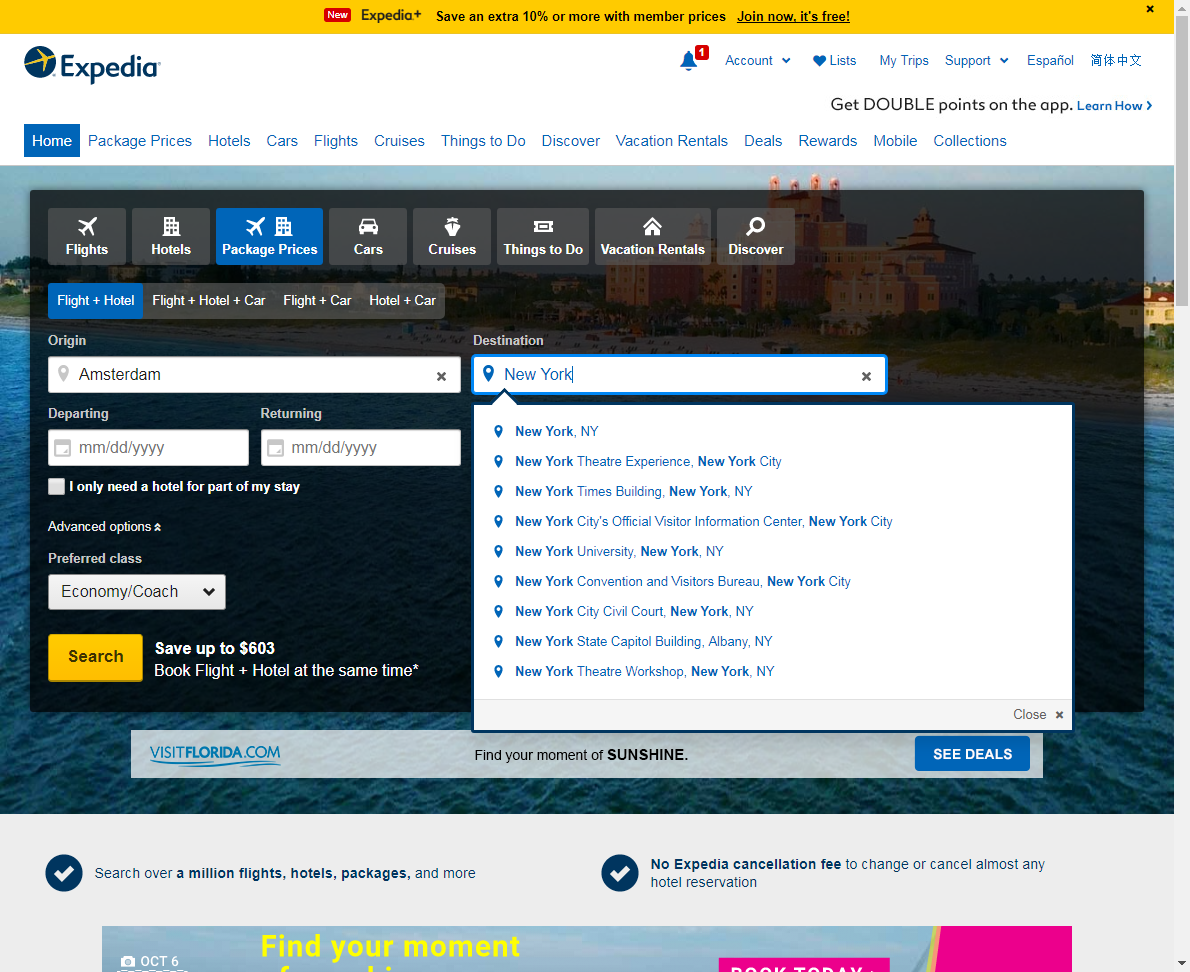 New Expedia+ Save an extra 10% or more with member prices Join now, it's free!
Expedia
1 Account Lists My Trips Support Español 简体中文
Get DOUBLE points on the app. Learn How
Home Package Prices Hotels Cars Flights Cruises Things to Do Discover Vacation Rentals Deals Rewards Mobile Collections
Flights Hotels Package Prices Cars Cruises Things to Do Vacation Rentals Discover
Flight + Hotel Flight + Hotel + Car Flight + Car Hotel + Car
Origin Destination
Amsterdam New York
Departing Returning
mm/dd/yyyy mm/dd/yyyy
I only need a hotel for part of my stay
Advanced options
Preferred class
Economy/Coach
Search
Save up to $603
Book Flight + Hotel at the same time*
New York, NY
New York Theatre Experience, New York City
New York Times Building, New York, NY
New York City's Official Visitor Information Center, New York City
New York University, New York, NY
New York Convention and Visitors Bureau, New York City
New York City Civil Court, New York, NY
New York State Capitol Building, Albany, NY
New York Theatre Workshop, New York, NY
Close
VISITFLORIDA.COM Find your moment of SUNSHINE. SEE DEALS
Search over a million flights, hotels, packages, and more
No Expedia cancellation fee to change or cancel almost any
hotel reservation
Find your moment
OCT 6
BOOK TODAY